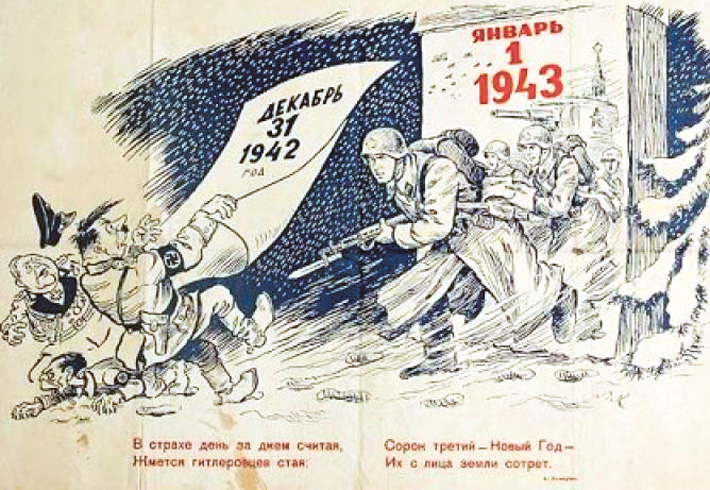 ДЕКАБРЬ
31
1942
ГОД
ЯНВАРЬ
1
1943
В страхе день за днем считая,
Жмется гитлеровцев стая:
Сорок третий — Новый Год —
Их с лица земли сотрет.